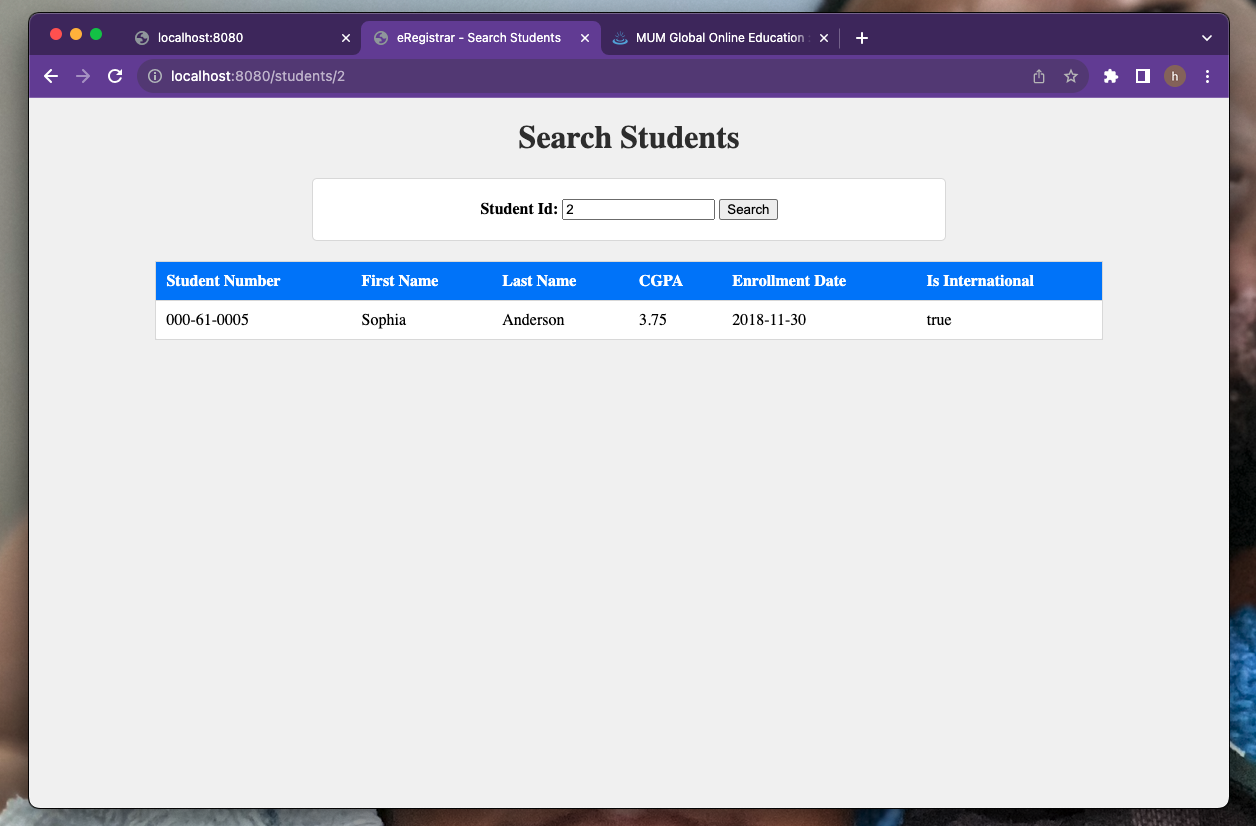 localhost:8080
eRegistrar - Search Students
MUM Global Online Education
localhost:8080/students/2
h
Search Students
Student Id: 2 Search
Student Number First Name Last Name CGPA Enrollment Date Is International
000-61-0005 Sophia Anderson 3.75 2018-11-30 true